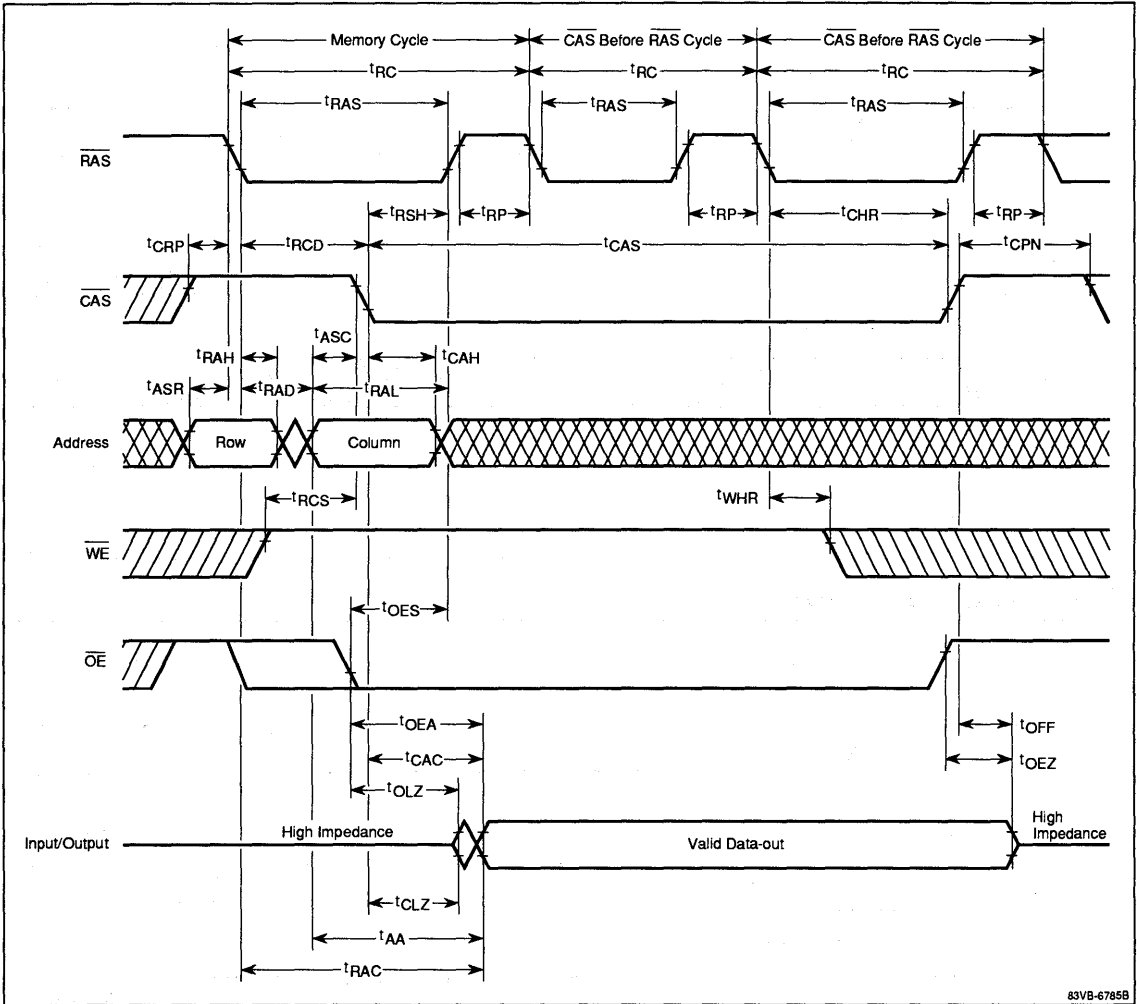 Memory Cycle CAS Before RAS Cycle CAS Before RAS Cycle
tRC tRC tRC
tRAS tRAS tRAS
RAS
tRSH tRP tRP tCHR tRP
tCRP tRCD tCAS tCPN
CAS
tASC
tRAH tCAH
tASR tRAD tRAL
Address Row Column
tRCS tWHR
WE
tOES
OE
tOEA tOFF
tCAC tOEZ
tOLZ
Input/Output High Impedance Valid Data-out High Impedance
tCLZ
tAA
tRAC
83VB-6785B